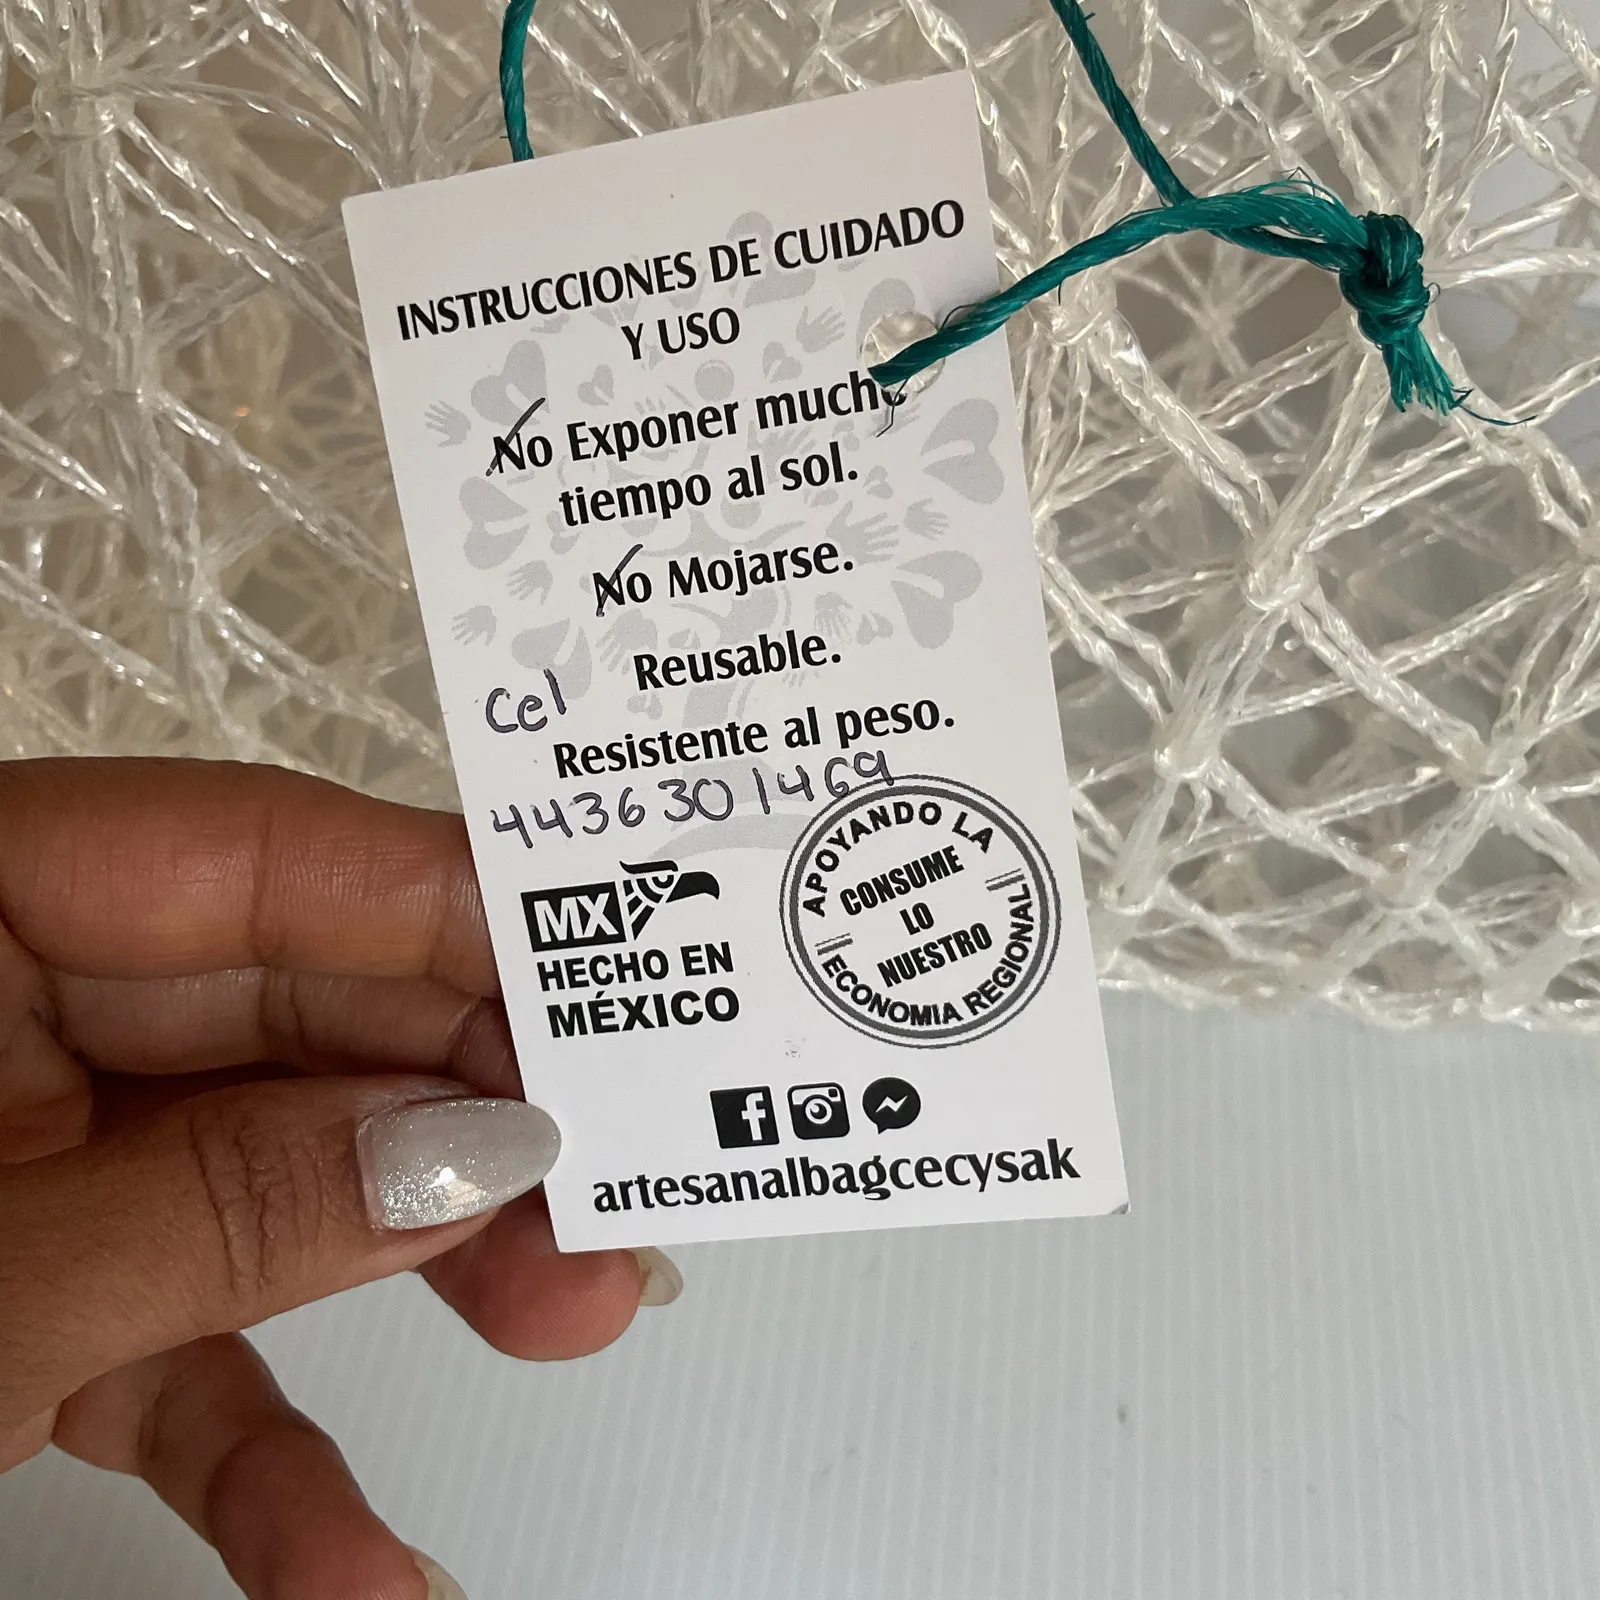 INSTRUCCIONES DE CUIDADO
Y USO
No Exponer mucho
tiempo al sol.
No Mojarse.
Reusable.
Cel
Resistente al peso.
4436301469
MX
HECHO EN
MÉXICO
APOYANDO LA
CONSUME
LO
NUESTRO
ECONOMIA REGIONAL
artesanalbagcecysak